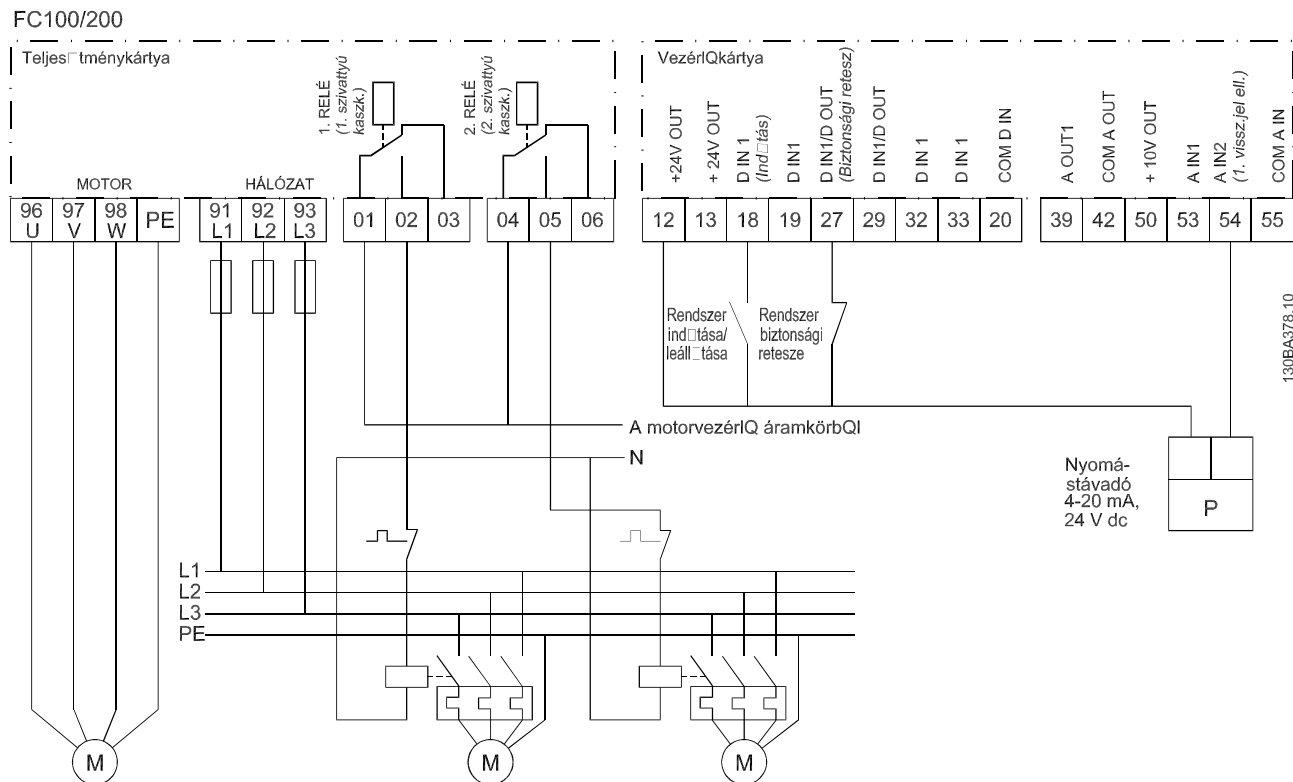 FC100/200
Teljes□tménykártya
VezérlQkártya
1. RELÉ
(1. szivattyú
kaszk.)
2. RELÉ
(2. szivattyú
kaszk.)
+24V OUT
+ 24V OUT
D IN 1
(Ind□tás)
D IN1
D IN1/D OUT
(Biztonsági retesz)
D IN1/D OUT
D IN 1
D IN 1
COM D IN
A OUT1
COM A OUT
+ 10V OUT
A IN1
A IN2
(1. vissz.jel ell.)
COM A IN
MOTOR
HÁLÓZAT
96 97 98 PE
U V W
91 92 93
L1 L2 L3
01 02 03
04 05 06
12 13 18 19 27 29 32 33 20
39 42 50 53 54 55
Rendszer
ind□tása/
leáll□tása
Rendszer
biztonsági
retesze
130BA378.10
A motorvezérlQ áramkörbQl
N
Nyomá-
stávadó
4-20 mA,
24 V dc
P
L1
L2
L3
PE
M
M
M